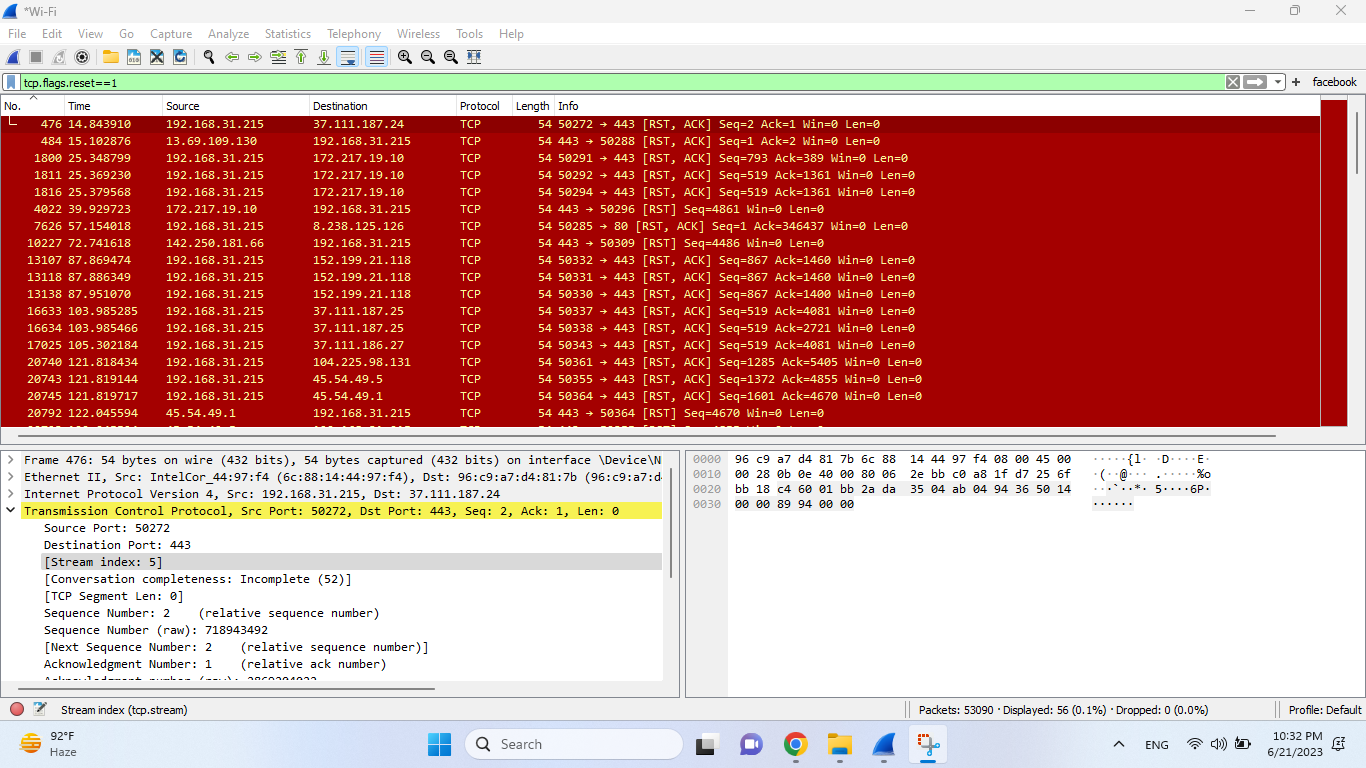 *Wi-Fi
File Edit View Go Capture Analyze Statistics Telephony Wireless Tools Help
tcp.flags.reset==1 + facebook
No. Time Source Destination Protocol Length Info
476 14.843910 192.168.31.215 37.111.187.24 TCP 54 50272 → 443 [RST, ACK] Seq=2 Ack=1 Win=0 Len=0
484 15.102876 13.69.109.130 192.168.31.215 TCP 54 443 → 50288 [RST, ACK] Seq=1 Ack=2 Win=0 Len=0
1800 25.348799 192.168.31.215 172.217.19.10 TCP 54 50291 → 443 [RST, ACK] Seq=793 Ack=389 Win=0 Len=0
1811 25.369230 192.168.31.215 172.217.19.10 TCP 54 50292 → 443 [RST, ACK] Seq=519 Ack=1361 Win=0 Len=0
1816 25.379568 192.168.31.215 172.217.19.10 TCP 54 50294 → 443 [RST, ACK] Seq=519 Ack=1361 Win=0 Len=0
4022 39.929723 172.217.19.10 192.168.31.215 TCP 54 443 → 50296 [RST] Seq=4861 Win=0 Len=0
7626 57.154018 192.168.31.215 8.238.125.126 TCP 54 50285 → 80 [RST, ACK] Seq=1 Ack=346437 Win=0 Len=0
10227 72.741618 142.250.181.66 192.168.31.215 TCP 54 443 → 50309 [RST] Seq=4486 Win=0 Len=0
13107 87.869474 192.168.31.215 152.199.21.118 TCP 54 50332 → 443 [RST, ACK] Seq=867 Ack=1460 Win=0 Len=0
13118 87.886349 192.168.31.215 152.199.21.118 TCP 54 50331 → 443 [RST, ACK] Seq=867 Ack=1460 Win=0 Len=0
13138 87.951070 192.168.31.215 152.199.21.118 TCP 54 50330 → 443 [RST, ACK] Seq=867 Ack=1400 Win=0 Len=0
16633 103.985285 192.168.31.215 37.111.187.25 TCP 54 50337 → 443 [RST, ACK] Seq=519 Ack=4081 Win=0 Len=0
16634 103.985466 192.168.31.215 37.111.187.25 TCP 54 50338 → 443 [RST, ACK] Seq=519 Ack=2721 Win=0 Len=0
17025 105.302184 192.168.31.215 37.111.186.27 TCP 54 50343 → 443 [RST, ACK] Seq=519 Ack=4081 Win=0 Len=0
20740 121.818434 192.168.31.215 104.225.98.131 TCP 54 50361 → 443 [RST, ACK] Seq=1285 Ack=5405 Win=0 Len=0
20743 121.819144 192.168.31.215 45.54.49.5 TCP 54 50355 → 443 [RST, ACK] Seq=1372 Ack=4855 Win=0 Len=0
20745 121.819717 192.168.31.215 45.54.49.1 TCP 54 50364 → 443 [RST, ACK] Seq=1601 Ack=4670 Win=0 Len=0
20792 122.045594 45.54.49.1 192.168.31.215 TCP 54 443 → 50364 [RST] Seq=4670 Win=0 Len=0
Frame 476: 54 bytes on wire (432 bits), 54 bytes captured (432 bits) on interface \Device\N
Ethernet II, Src: IntelCor_44:97:f4 (6c:88:14:44:97:f4), Dst: 96:c9:a7:d4:81:7b (96:c9:a7:d4
Internet Protocol Version 4, Src: 192.168.31.215, Dst: 37.111.187.24
Transmission Control Protocol, Src Port: 50272, Dst Port: 443, Seq: 2, Ack: 1, Len: 0
Source Port: 50272
Destination Port: 443
[Stream index: 5]
[Conversation completeness: Incomplete (52)]
[TCP Segment Len: 0]
Sequence Number: 2 (relative sequence number)
Sequence Number (raw): 718943492
[Next Sequence Number: 2 (relative sequence number)]
Acknowledgment Number: 1 (relative ack number)
0000 96 c9 a7 d4 81 7b 6c 88 14 44 97 f4 08 00 45 00 ·····{l· ·D····E·
0010 00 28 0b 0e 40 00 80 06 2e bb c0 a8 1f d7 25 6f ·(··@··· .·····%o
0020 bb 18 c4 60 01 bb 2a da 35 04 ab 04 94 36 50 14 ···`··*· 5····6P·
0030 00 00 89 94 00 00 ······
Stream index (tcp.stream)
Packets: 53090 · Displayed: 56 (0.1%) · Dropped: 0 (0.0%)
Profile: Default
92°F
Haze
Search
ENG
10:32 PM
6/21/2023